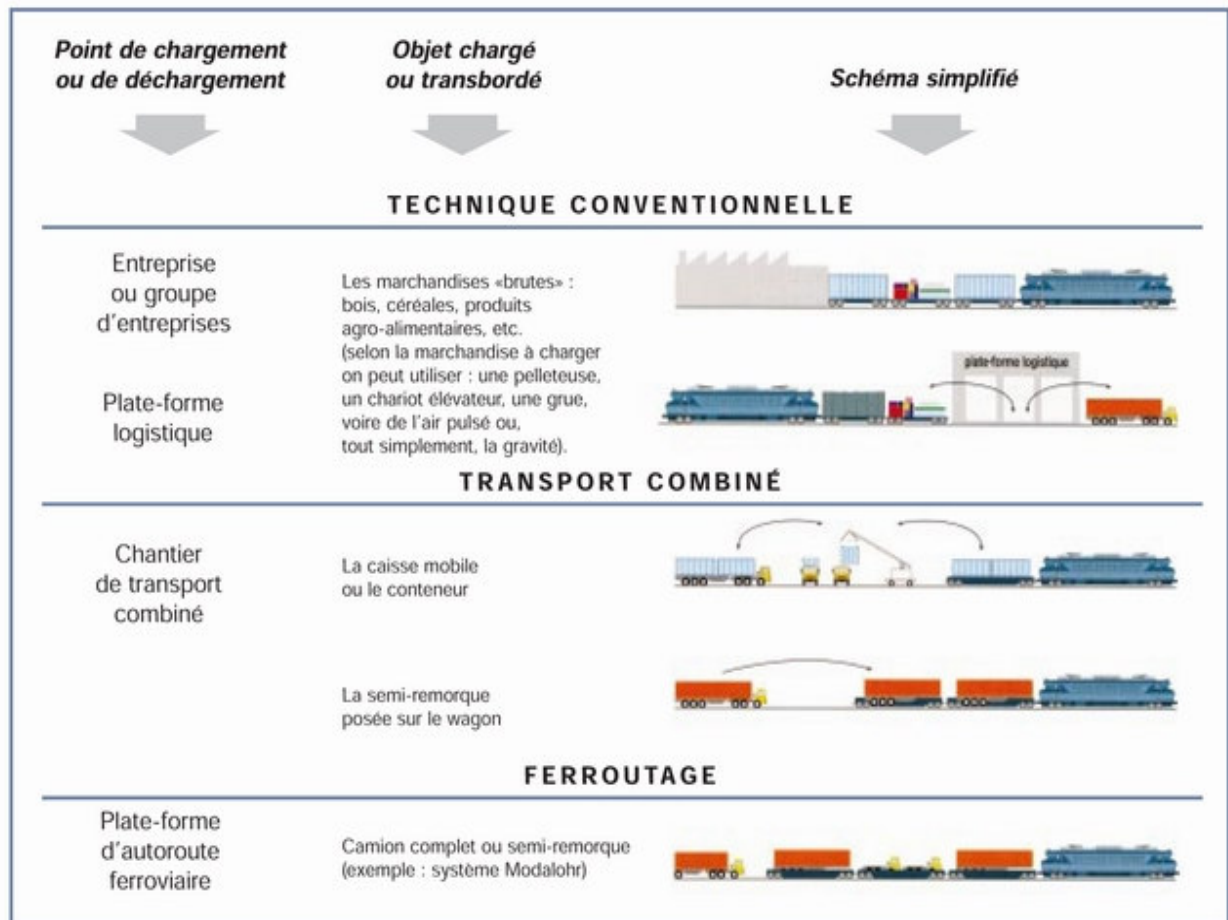 Point de chargement
ou de déchargement
Objet chargé
ou transbordé
Schéma simplifié
TECHNIQUE CONVENTIONNELLE
Entreprise
ou groupe
d'entreprises
Les marchandises «brutes» :
bois, céréales, produits
agro-alimentaires, etc.
(selon la marchandise à charger
on peut utiliser : une pelleteuse,
un chariot élévateur, une grue,
voire de l'air pulsé ou,
tout simplement, la gravité).
Plate-forme
logistique
plate-forme logistique
TRANSPORT COMBINÉ
Chantier
de transport
combiné
La caisse mobile
ou le conteneur
La semi-remorque
posée sur le wagon
FERROUTAGE
Plate-forme
d'autoroute
ferroviaire
Camion complet ou semi-remorque
(exemple : système Modalohr)